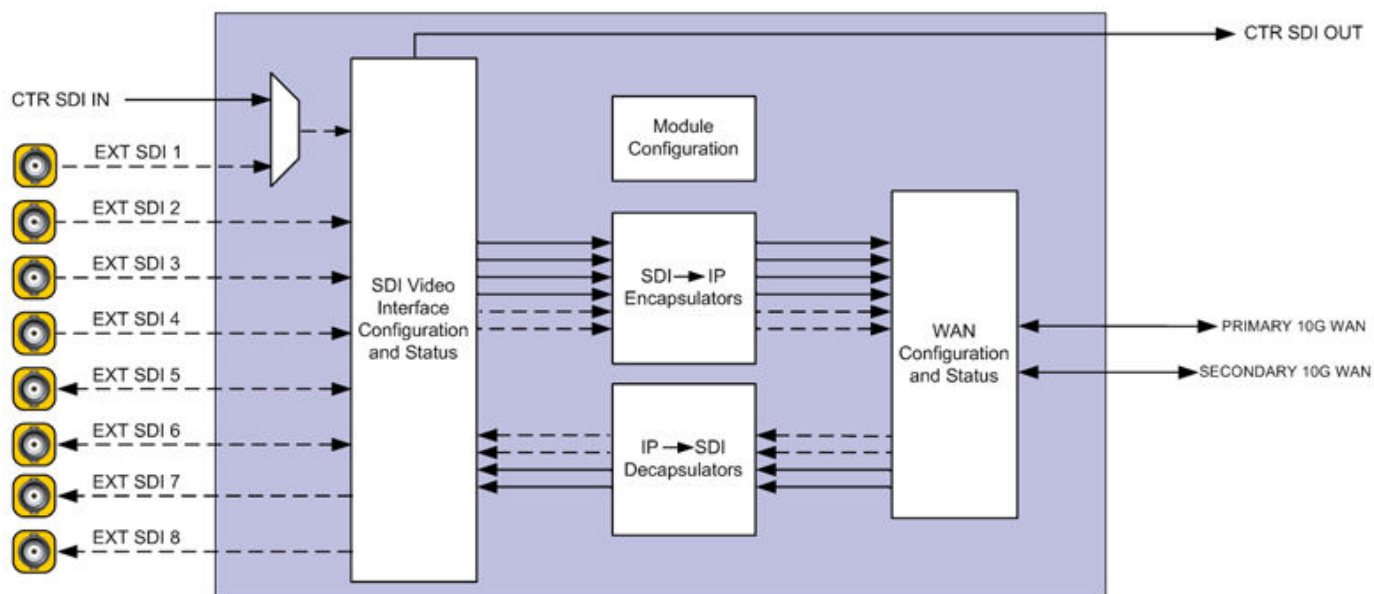 CTR SDI OUT
CTR SDI IN
EXT SDI 1
EXT SDI 2
EXT SDI 3
EXT SDI 4
EXT SDI 5
EXT SDI 6
EXT SDI 7
EXT SDI 8
SDI Video
Interface
Configuration
and Status
Module
Configuration
SDI → IP
Encapsulators
IP → SDI
Decapsulators
WAN
Configuration
and Status
PRIMARY 10G WAN
SECONDARY 10G WAN